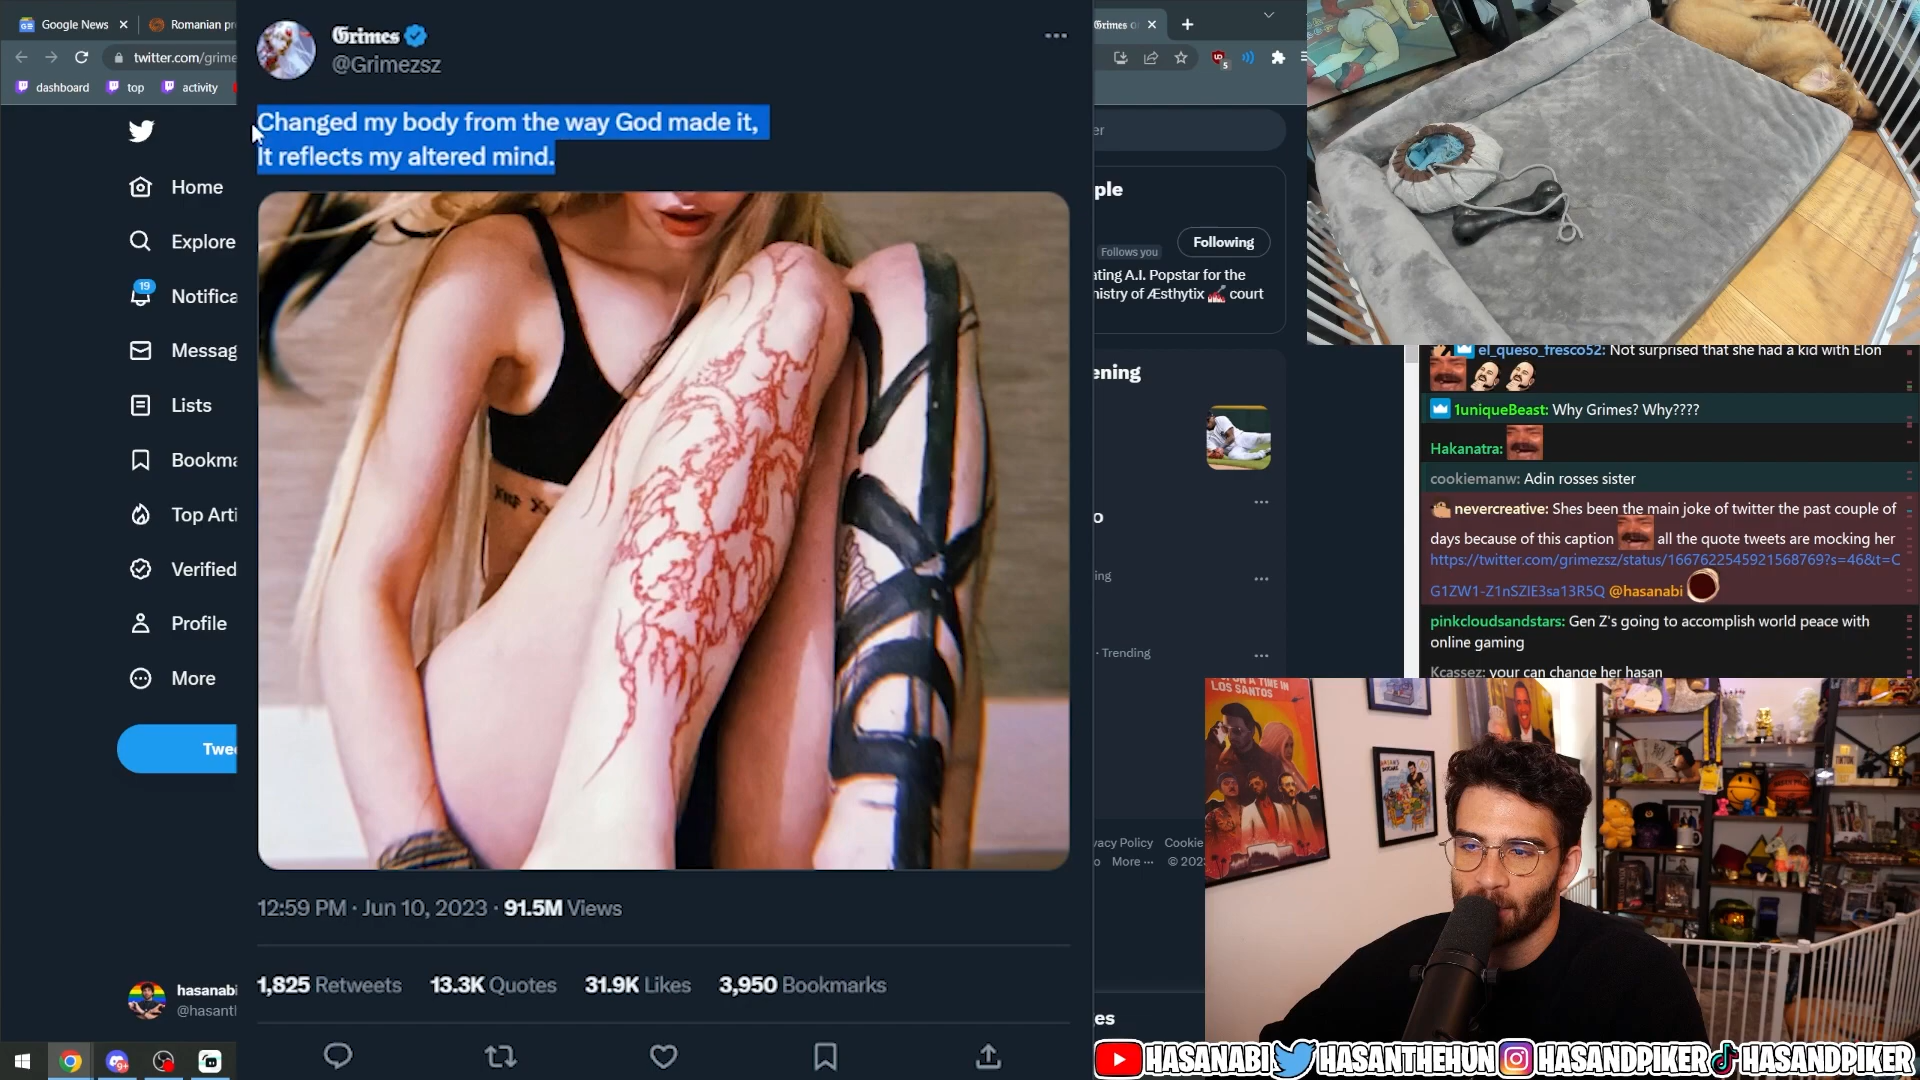 Google News
Romanian pr
Grimes o
twitter.com/grime
dashboard
top
activity
Home
Explore
19
Notifica
Messag
Lists
Bookma
Top Arti
Verified
Profile
More
Twee
hasanabi
@hasant
Grimes
@Grimezsz
Changed my body from the way God made it,
It reflects my altered mind.
12:59 PM · Jun 10, 2023 · 91.5M Views
1,825 Retweets 13.3K Quotes 31.9K Likes 3,950 Bookmarks
er
ple
Follows you
Following
ating A.I. Popstar for the
nistry of Æsthytix court
ening
o
ing
· Trending
vacy Policy Cookie
o More ··· © 202
es
el_queso_fresco52: Not surprised that she had a kid with Elon
1uniqueBeast: Why Grimes? Why????
Hakanatra:
cookiemanw: Adin rosses sister
nevercreative: Shes been the main joke of twitter the past couple of
days because of this caption all the quote tweets are mocking her
https://twitter.com/grimezsz/status/1667622545921568769?s=46&t=C
G1ZW1-Z1nSZIE3sa13R5Q @hasanabi
pinkcloudsandstars: Gen Z's going to accomplish world peace with
online gaming
Kcassez: your can change her hasan
LOS SANTOS
HASANABI HASANTHEHUN HASANDPIKER HASANDPIKER